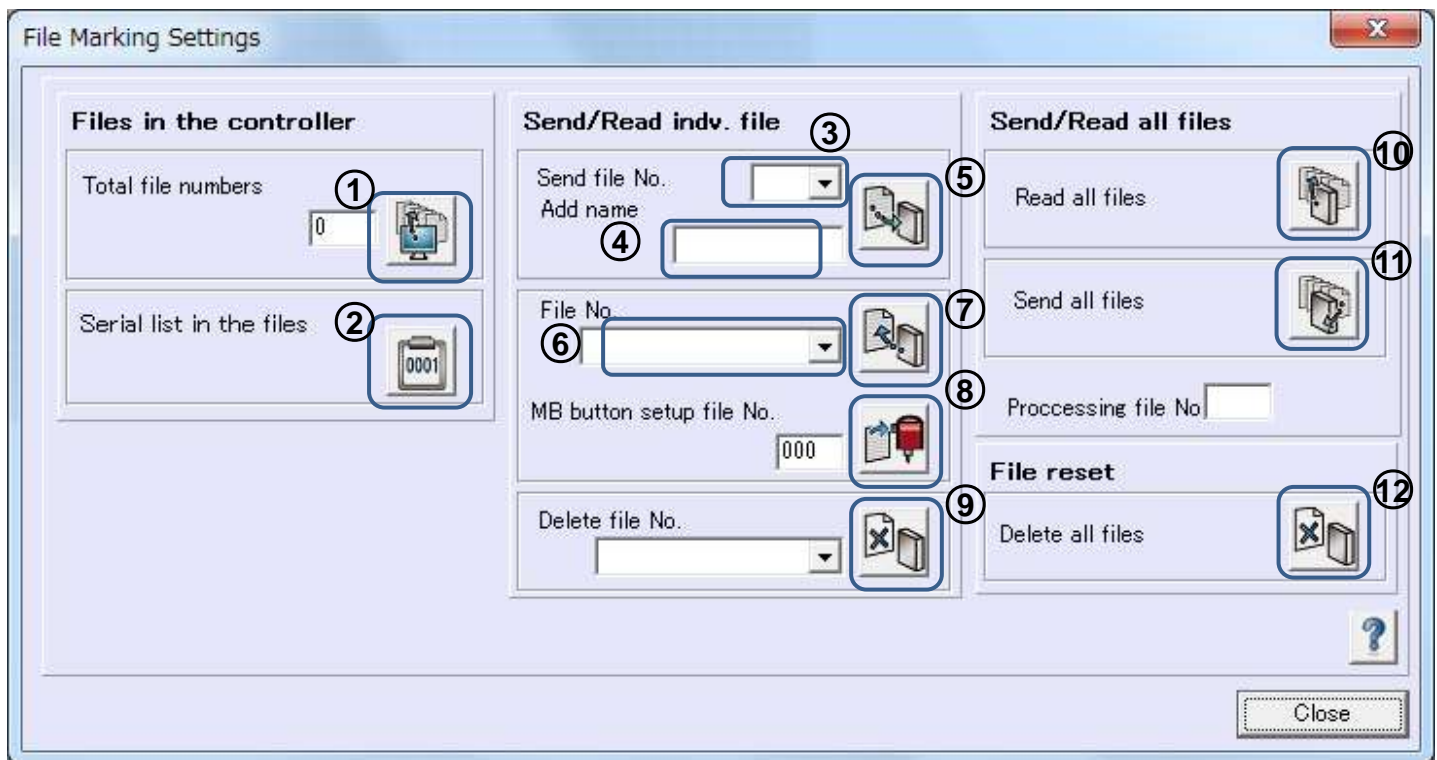 File Marking Settings
X
Files in the controller
Total file numbers
①
0
Serial list in the files
②
0001
Send/Read indv. file
③
Send file No.
⑤
Add name
④
File No
⑦
⑥
⑧
MB button setup file No.
000
⑨
Delete file No.
Send/Read all files
⑩
Read all files
⑪
Send all files
Proccessing file No
File reset
⑫
Delete all files
?
Close